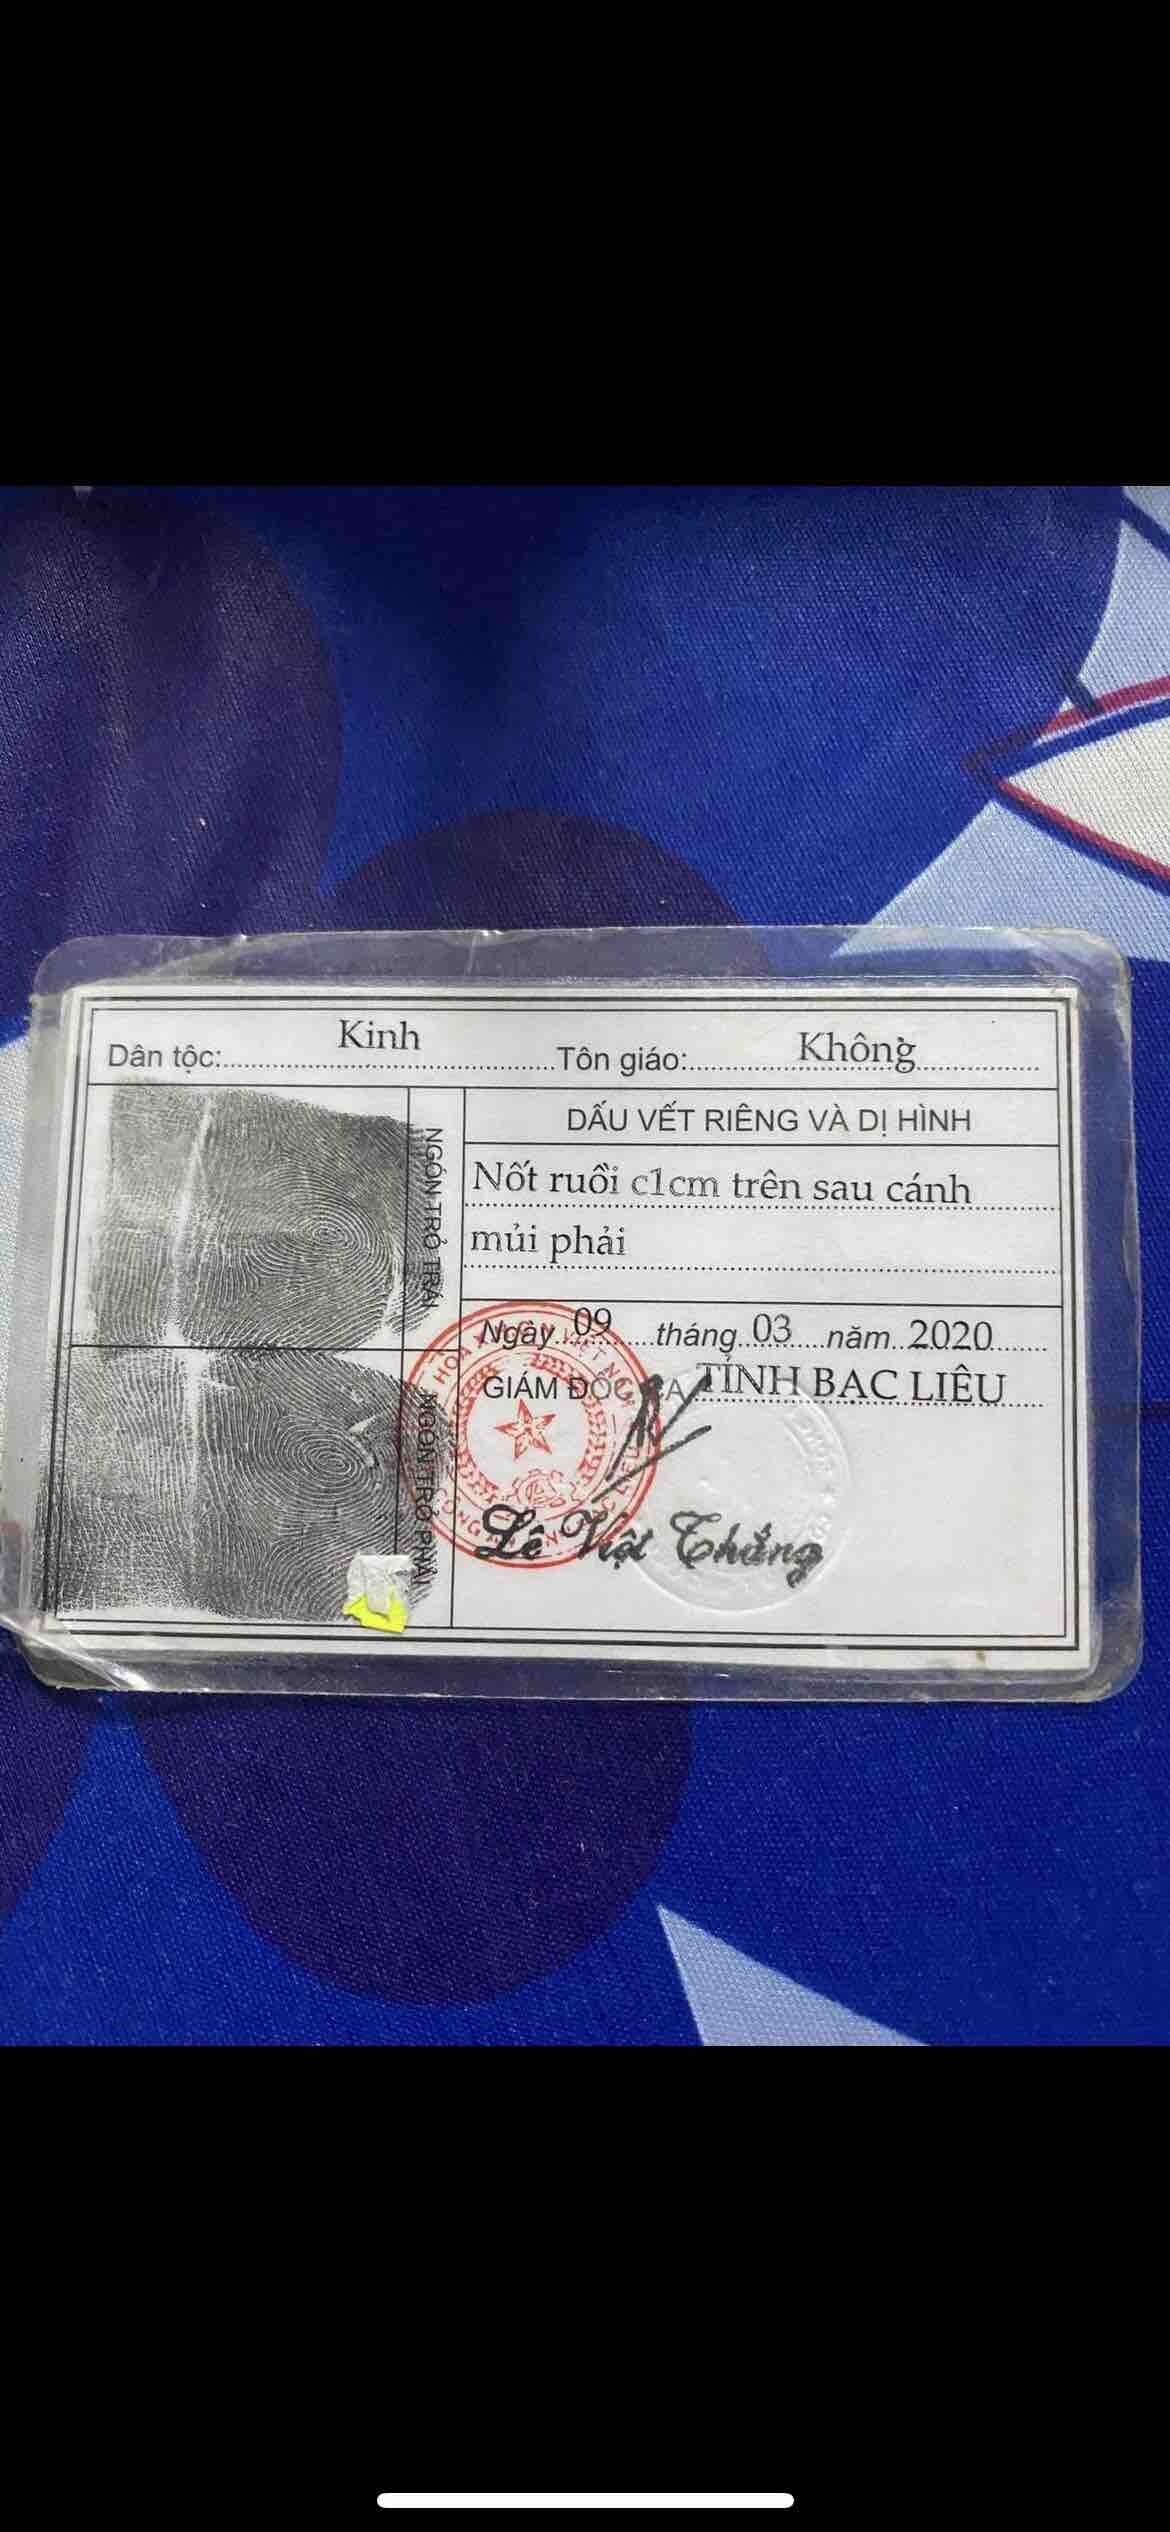 Dân tộc: Kinh Tôn giáo: Không
NGÓN TRỎ TRÁI
DẤU VẾT RIÊNG VÀ DỊ HÌNH
Nốt ruồi c1cm trên sau cánh
mủi phải
Ngày 09 tháng 03 năm 2020
GIÁM ĐỐC CA TỈNH BẠC LIÊU
NGÓN TRỎ PHẢI
Lê Việt Thắng